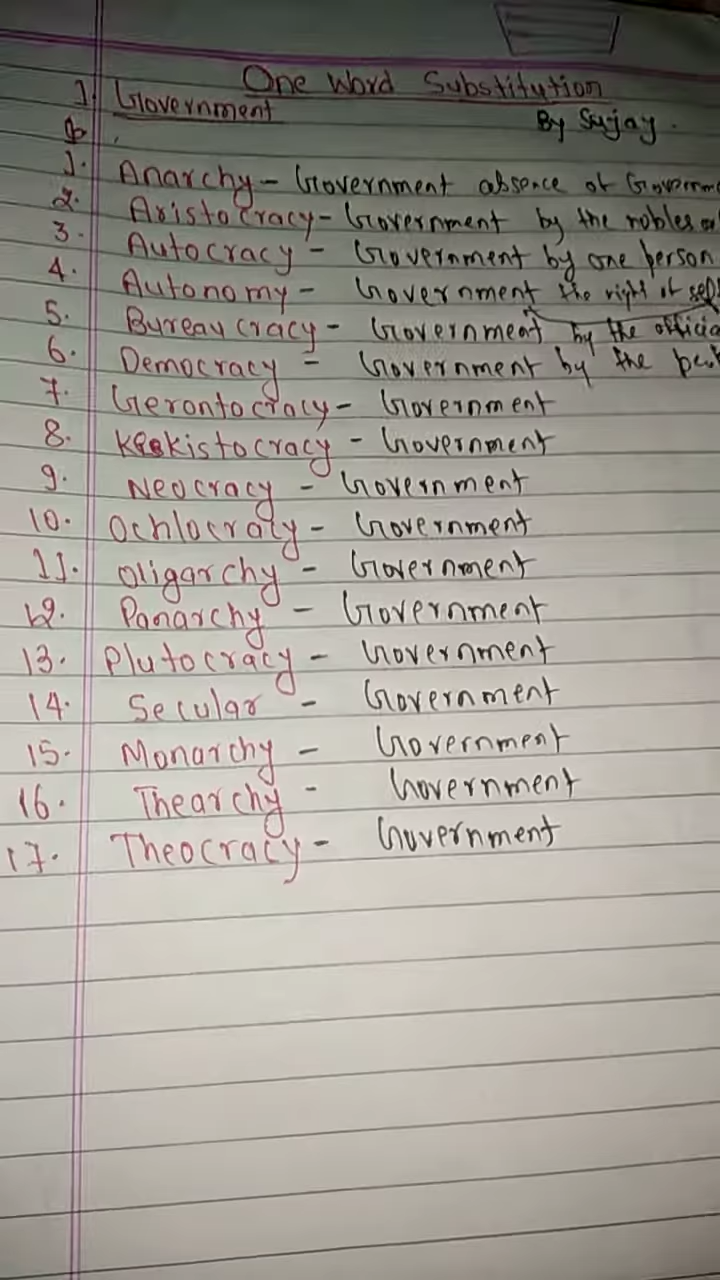 One Word Substitution
1. Government
By Sujay.
1. Anarchy - Government absence of Governme
2. Aristocracy - Government by the nobles
3. Autocracy - Government by one person
4. Autonomy - Government the right of self
5. Bureaucracy - Government by the officia
6. Democracy = Government by the
7. Gerontocracy - Government
8. Kakistocracy - Government
9. Neocracy - Government
10. Ochlocracy - Government
11. Oligarchy - Government
12. Panarchy - Government
13. Plutocracy - Government
14. Secular - Government
15. Monarchy - Government
16. Thearchy - Government
17. Theocracy - Government